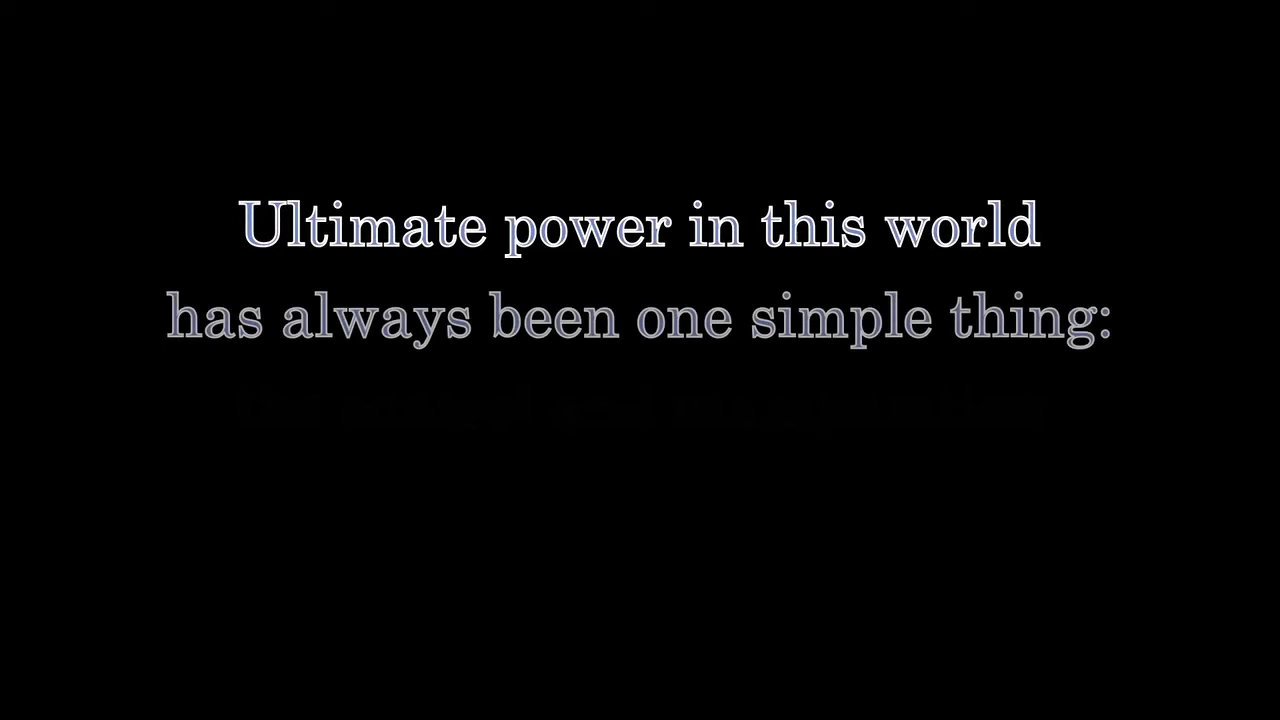 Ultimate power in this world
has always been one simple thing: